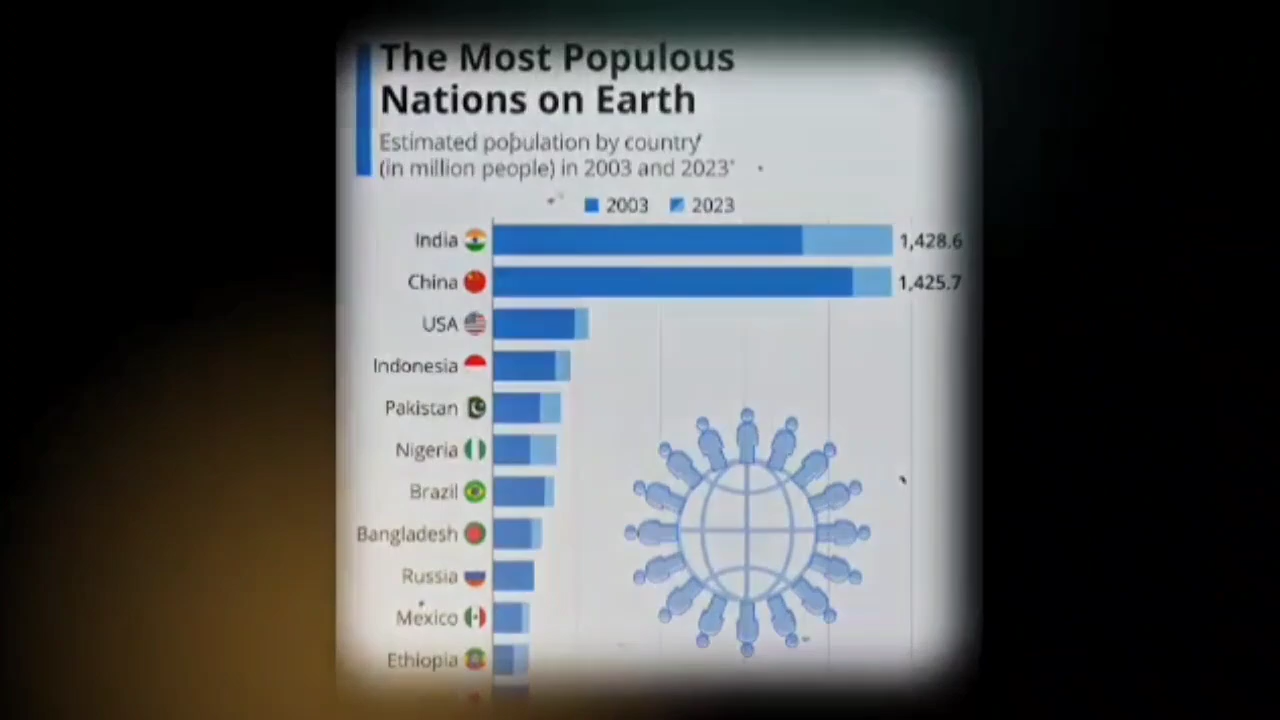 The Most Populous
Nations on Earth
Estimated population by country
(in million people) in 2003 and 2023*
2003 2023
India 1,428.6
China 1,425.7
USA
Indonesia
Pakistan
Nigeria
Brazil
Bangladesh
Russia
Mexico
Ethiopia